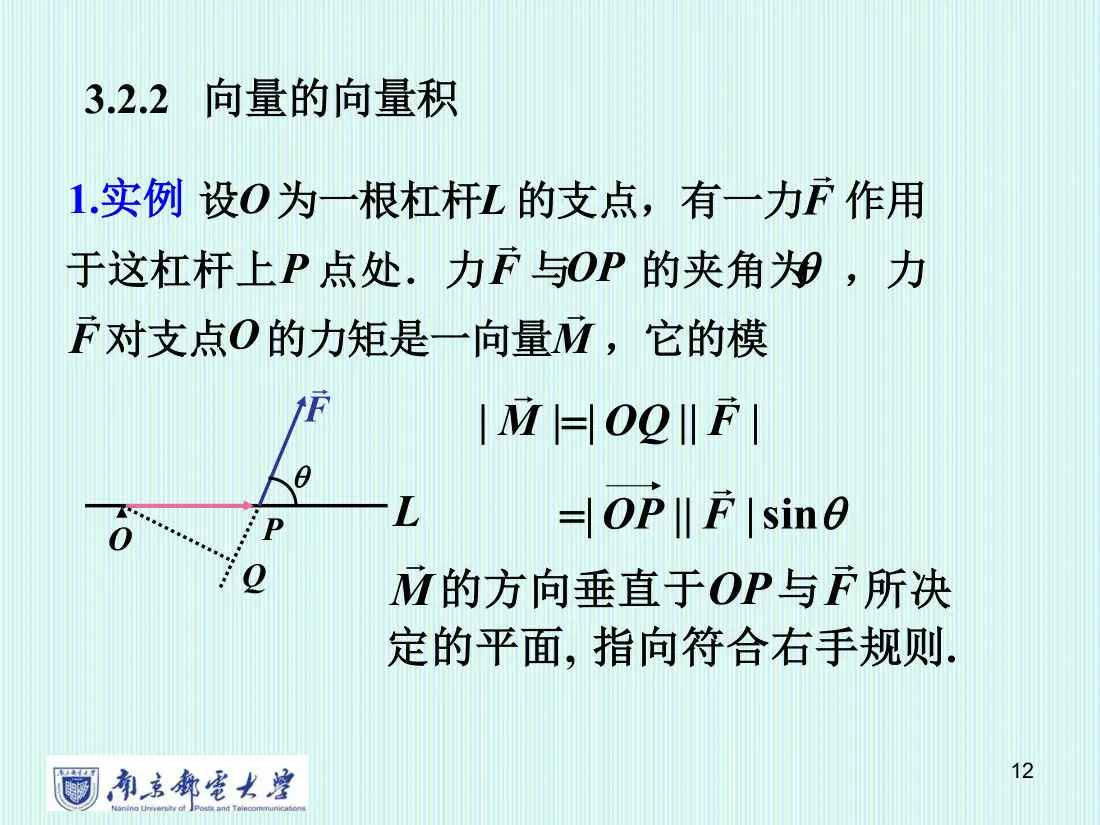 3.2.2 向量的向量积
1.实例 设O为一根杠杆L的支点，有一力F⃗作用
于这杠杆上P点处．力F⃗与OP的夹角为θ，力
F⃗对支点O的力矩是一向量M⃗，它的模
|M⃗|=|OQ||F⃗|
F⃗
θ
=|OP⃗||F⃗|sinθ
L
O
P
Q
M⃗的方向垂直于OP与F⃗所决
定的平面, 指向符合右手规则.
南京邮电大学
Nanjing University of Posts and Telecommunications
12